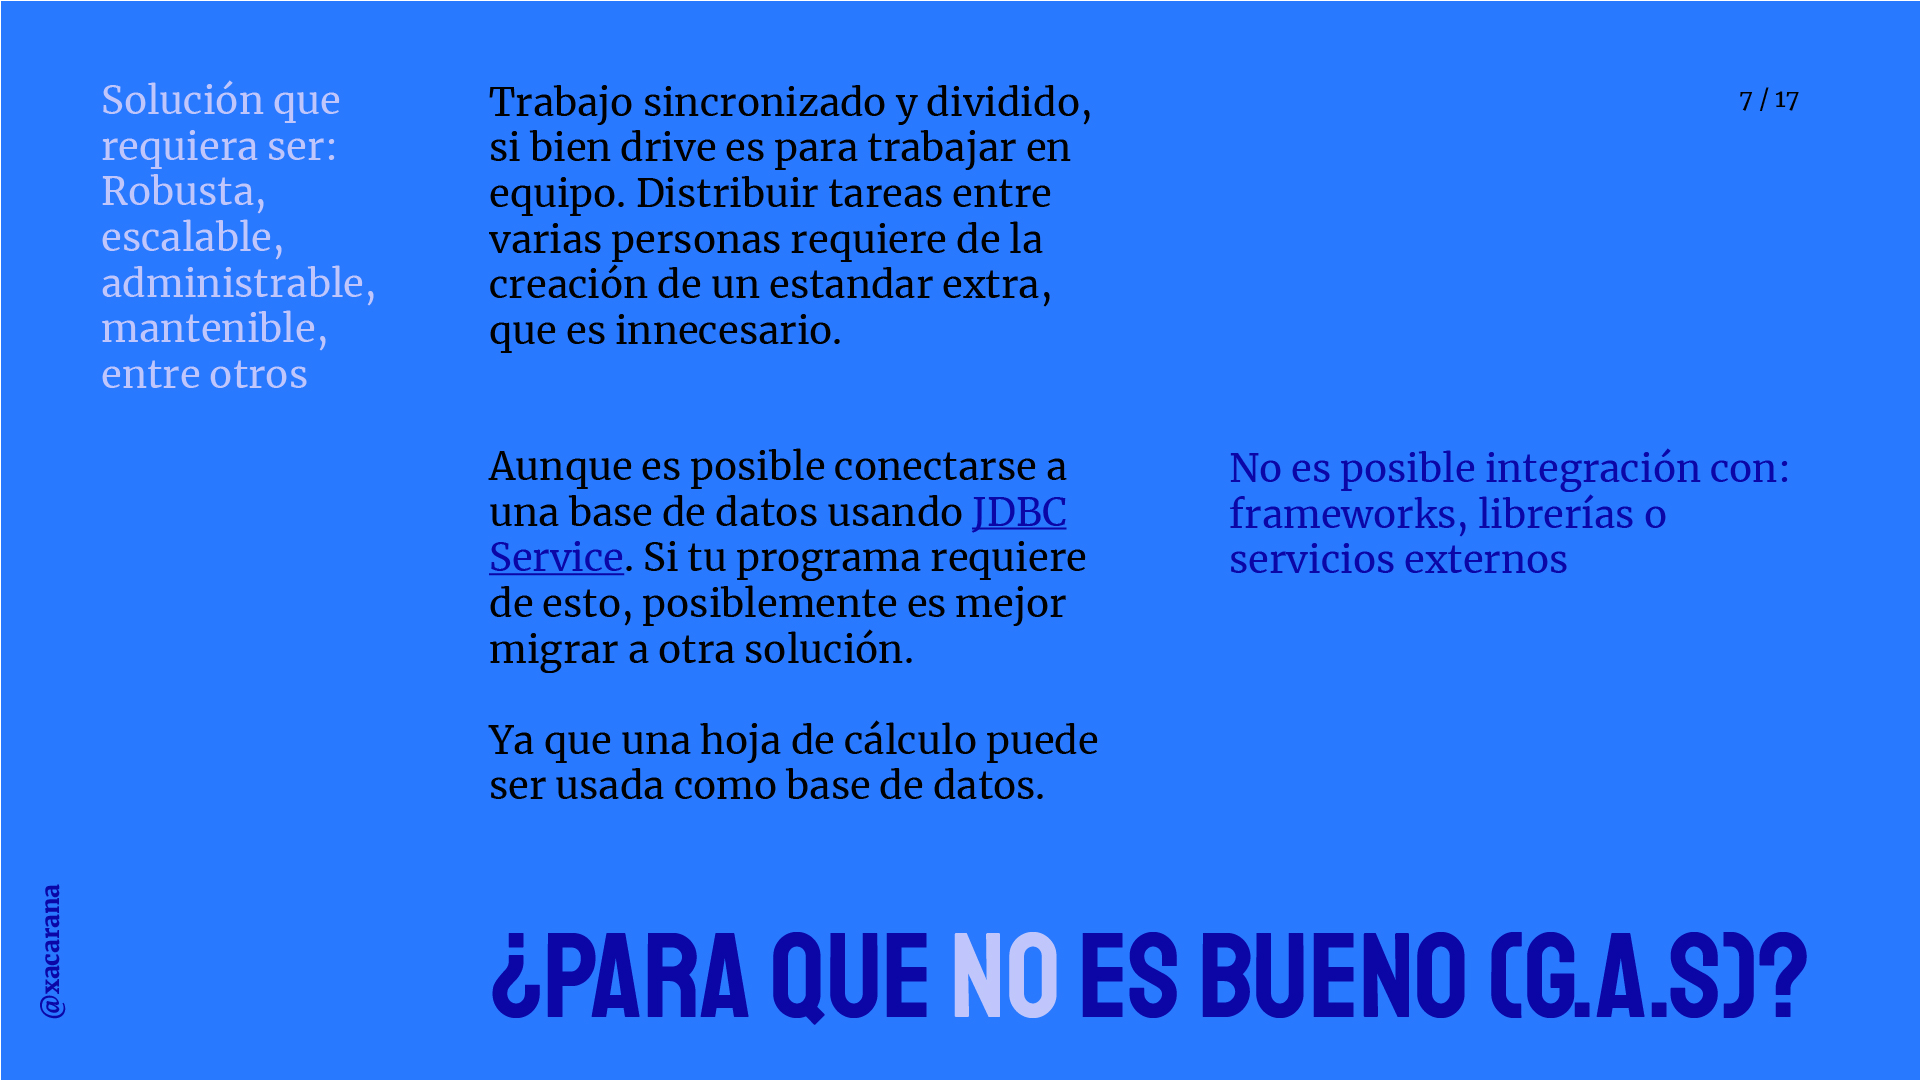 Solución que
requiera ser:
Robusta,
escalable,
administrable,
mantenible,
entre otros
Trabajo sincronizado y dividido,
si bien drive es para trabajar en
equipo. Distribuir tareas entre
varias personas requiere de la
creación de un estandar extra,
que es innecesario.
7 / 17
Aunque es posible conectarse a
una base de datos usando JDBC
Service. Si tu programa requiere
de esto, posiblemente es mejor
migrar a otra solución.
Ya que una hoja de cálculo puede
ser usada como base de datos.
No es posible integración con:
frameworks, librerías o
servicios externos
@xacarana
¿PARA QUE NO ES BUENO (G.A.S)?